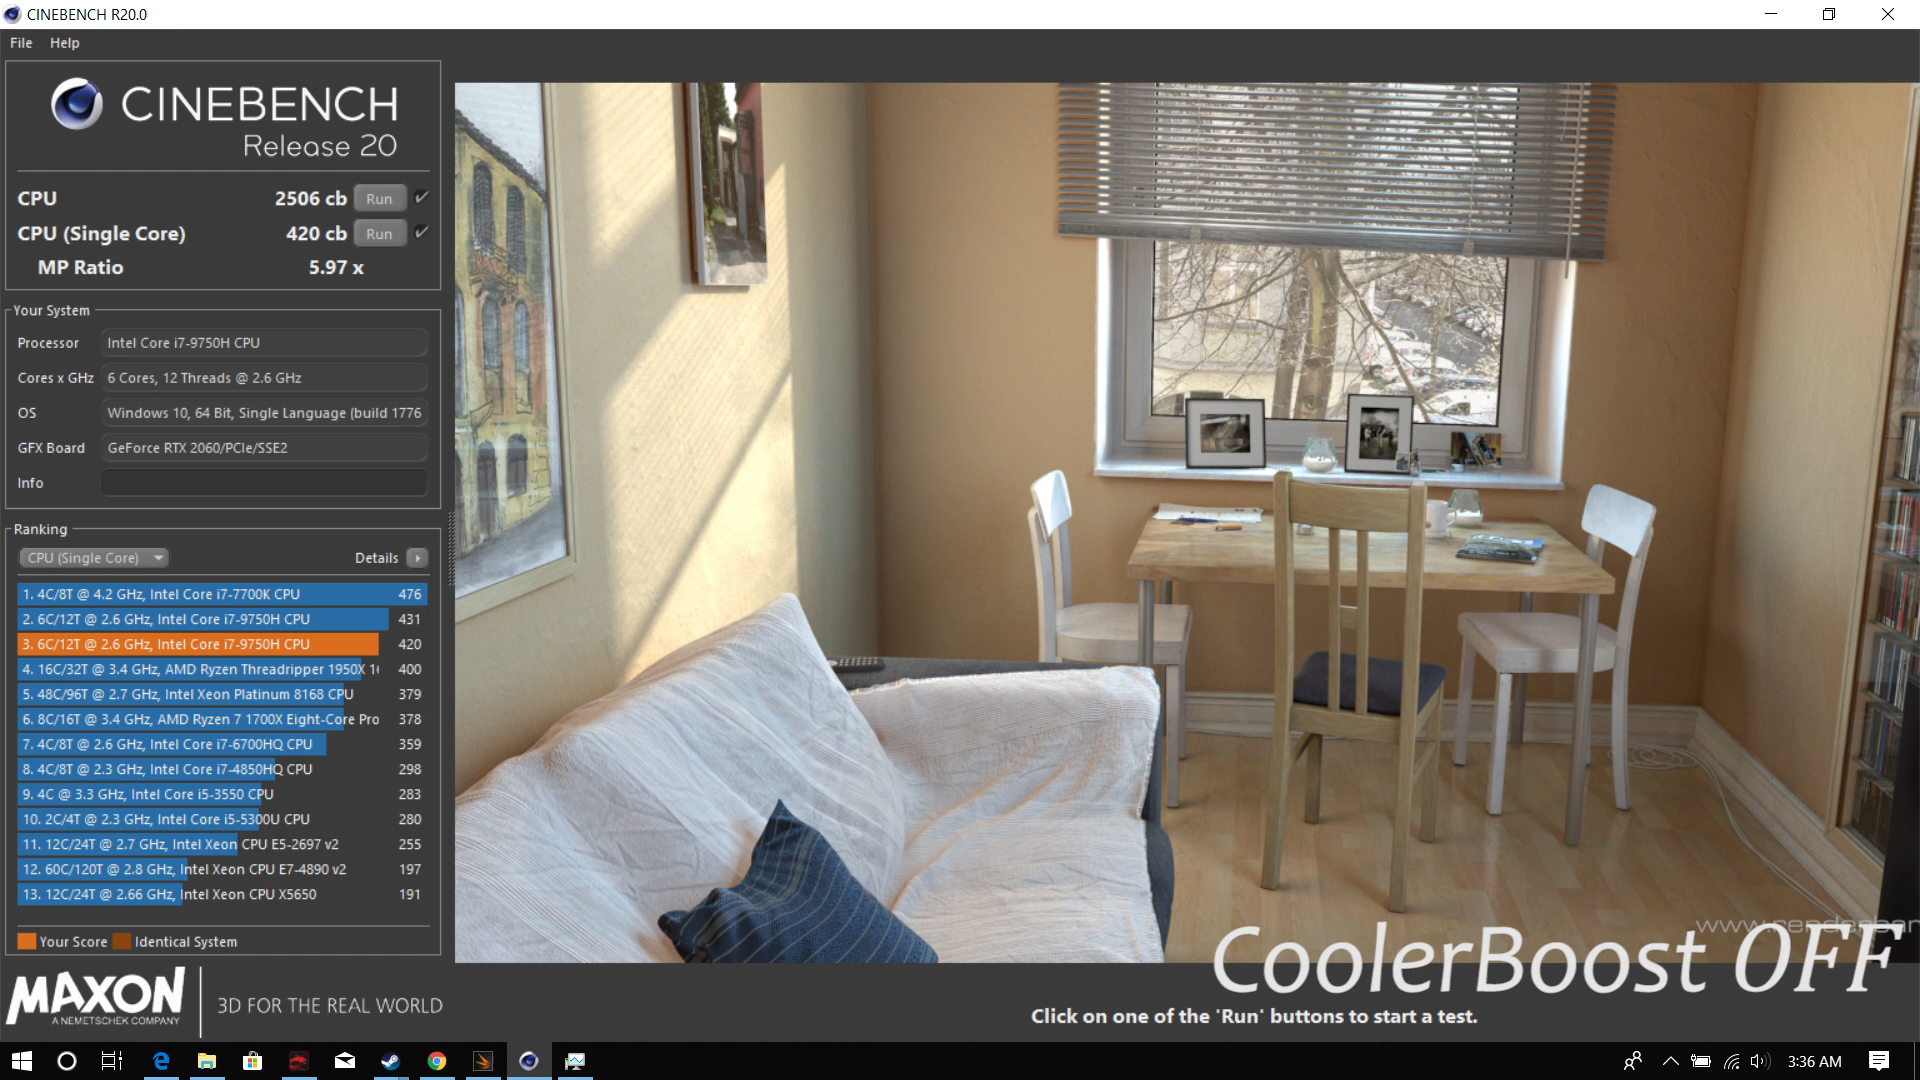 CINEBENCH R20.0
File Help
CINEBENCH
Release 20
CPU 2506 cb Run
CPU (Single Core) 420 cb Run
MP Ratio 5.97 x
Your System
Processor Intel Core i7-9750H CPU
Cores x GHz 6 Cores, 12 Threads @ 2.6 GHz
OS Windows 10, 64 Bit, Single Language (build 1776
GFX Board GeForce RTX 2060/PCIe/SSE2
Info
Ranking
CPU (Single Core) Details
1. 4C/8T @ 4.2 GHz, Intel Core i7-7700K CPU 476
2. 6C/12T @ 2.6 GHz, Intel Core i7-9750H CPU 431
3. 6C/12T @ 2.6 GHz, Intel Core i7-9750H CPU 420
4. 16C/32T @ 3.4 GHz, AMD Ryzen Threadripper 1950X 400
5. 48C/96T @ 2.7 GHz, Intel Xeon Platinum 8168 CPU 379
6. 8C/16T @ 3.4 GHz, AMD Ryzen 7 1700X Eight-Core Pro 378
7. 4C/8T @ 2.6 GHz, Intel Core i7-6700HQ CPU 359
8. 4C/8T @ 2.3 GHz, Intel Core i7-4850HQ CPU 298
9. 4C @ 3.3 GHz, Intel Core i5-3550 CPU 283
10. 2C/4T @ 2.3 GHz, Intel Core i5-5300U CPU 280
11. 12C/24T @ 2.7 GHz, Intel Xeon CPU E5-2697 v2 255
12. 60C/120T @ 2.8 GHz, Intel Xeon CPU E7-4890 v2 197
13. 12C/24T @ 2.66 GHz, Intel Xeon CPU X5650 191
Your Score Identical System
MAXON
A NEMETSCHEK COMPANY
3D FOR THE REAL WORLD
CoolerBoost OFF
Click on one of the 'Run' buttons to start a test.
3:36 AM